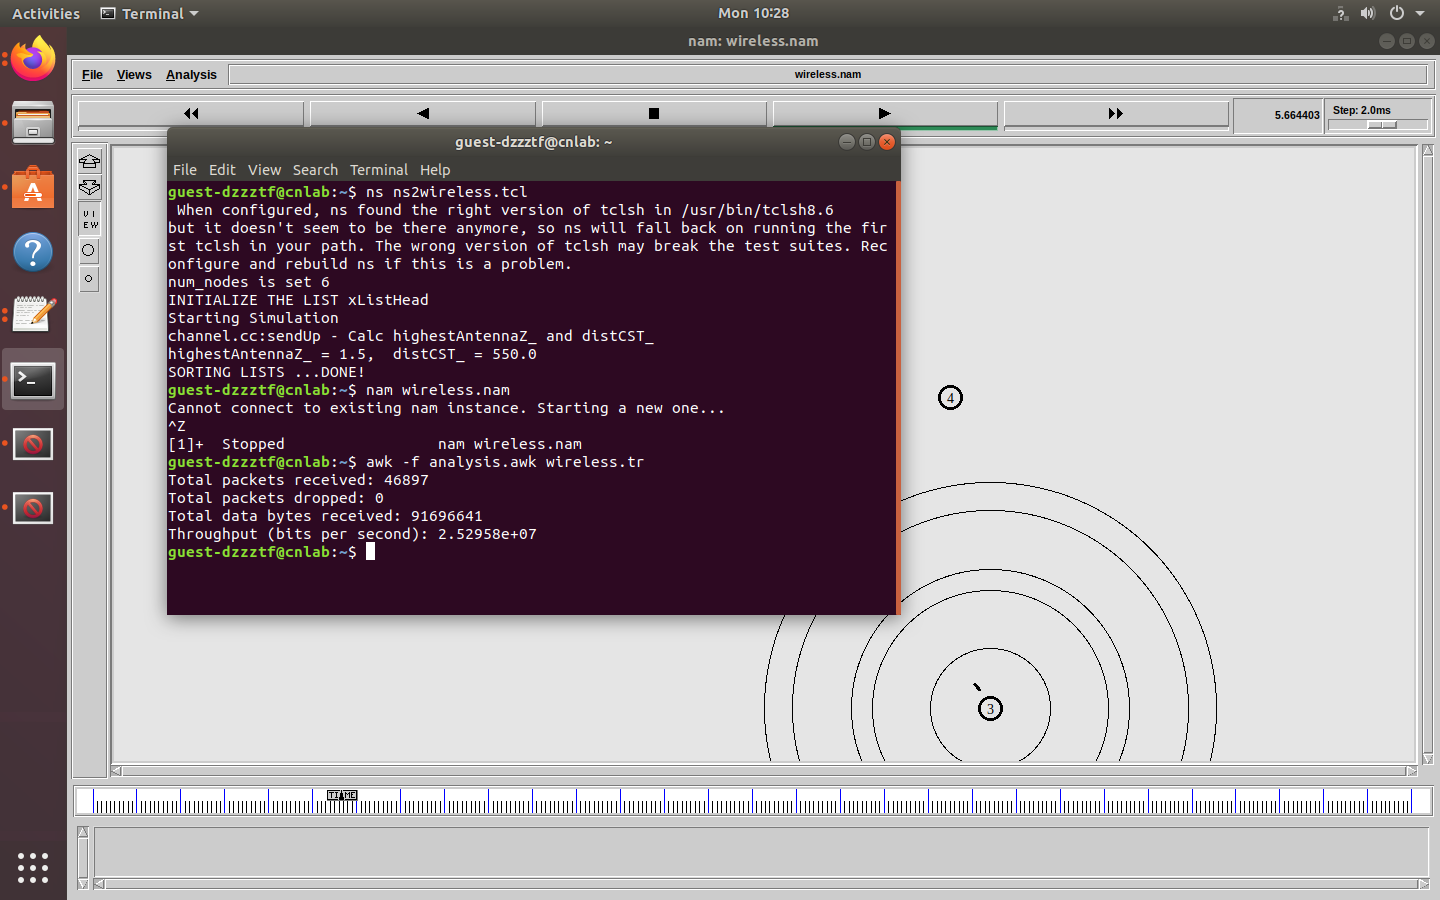 Activities
Terminal
Mon 10:28
nam: wireless.nam
File Views Analysis
wireless.nam
5.664403
Step: 2.0ms
VI
EW
guest-dzzztf@cnlab: ~
File Edit View Search Terminal Help
guest-dzzztf@cnlab:~$ ns ns2wireless.tcl
When configured, ns found the right version of tclsh in /usr/bin/tclsh8.6
but it doesn't seem to be there anymore, so ns will fall back on running the fir
st tclsh in your path. The wrong version of tclsh may break the test suites. Rec
onfigure and rebuild ns if this is a problem.
num_nodes is set 6
INITIALIZE THE LIST xListHead
Starting Simulation
channel.cc:sendUp - Calc highestAntennaZ_ and distCST_
highestAntennaZ_ = 1.5,  distCST_ = 550.0
SORTING LISTS ...DONE!
guest-dzzztf@cnlab:~$ nam wireless.nam
Cannot connect to existing nam instance. Starting a new one...
^Z
[1]+  Stopped                 nam wireless.nam
guest-dzzztf@cnlab:~$ awk -f analysis.awk wireless.tr
Total packets received: 46897
Total packets dropped: 0
Total data bytes received: 91696641
Throughput (bits per second): 2.52958e+07
guest-dzzztf@cnlab:~$
4
3
TIME